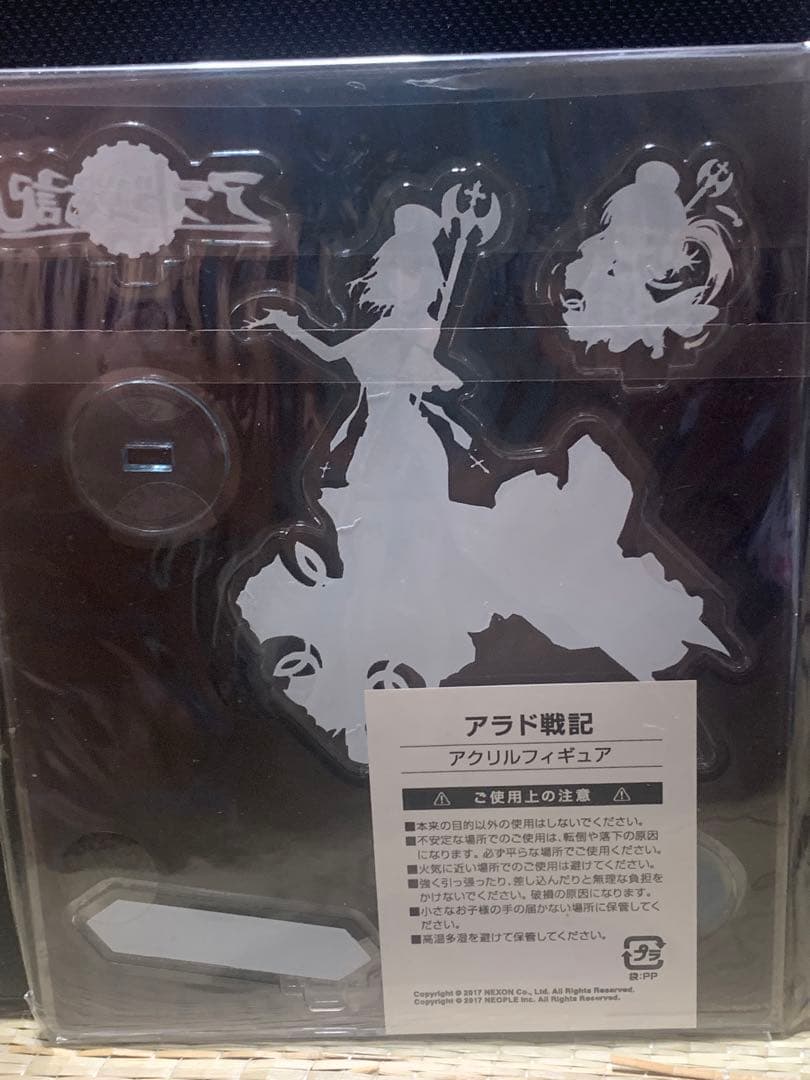 アラド戦記
アラド戦記
アクリルフィギュア
ご使用上の注意
■本来の目的以外の使用はしないでください。
■不安定な場所でのご使用は、転倒や落下の原因
になります。必ず平らな場所でご使用ください。
■火気に近い場所でのご使用は避けてください。
■強く引っ張ったり、差し込んだりと無理な負担を
かけないでください。破損の原因になります。
■小さなお子様の手の届かない場所に保管してく
ださい。
■高温多湿を避けて保管してください。
プラ
袋:PP
Copyright © 2017 NEXON Co., Ltd. All Rights Reserved.
Copyright © 2017 NEOPLE Inc. All Rights Reserved.